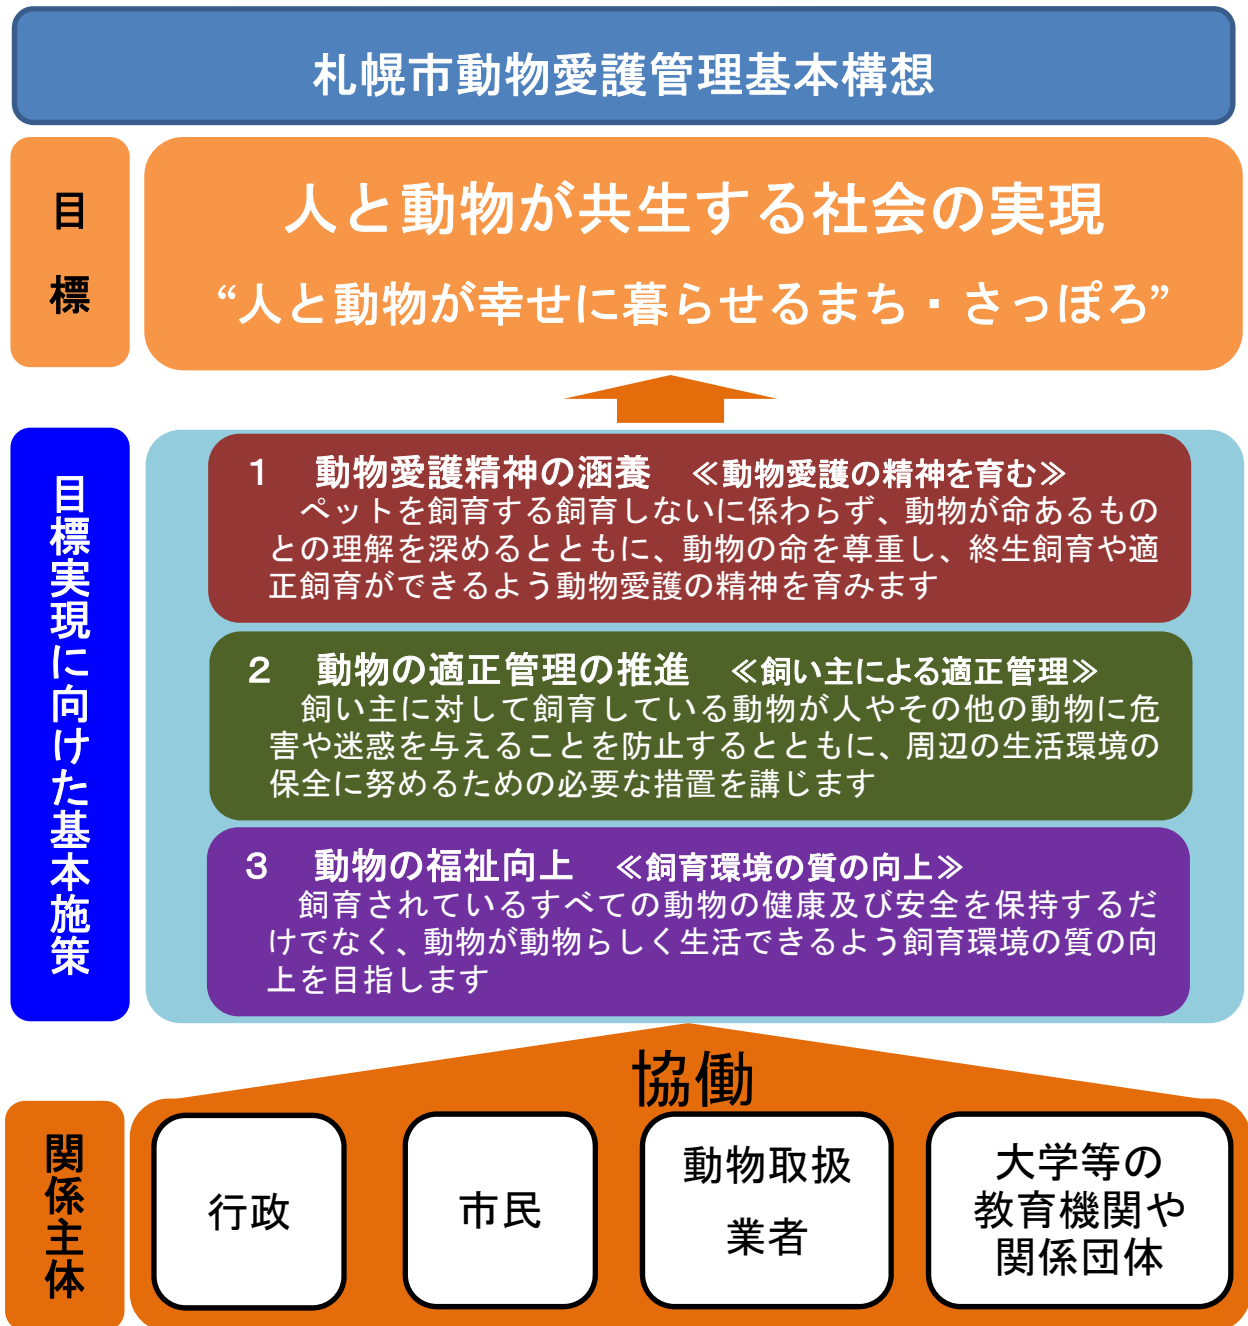 札幌市動物愛護管理基本構想
目標
人と動物が共生する社会の実現
“人と動物が幸せに暮らせるまち・さっぽろ”
目標実現に向けた基本施策
１　動物愛護精神の涵養　≪動物愛護の精神を育む≫
ペットを飼育する飼育しないに係わらず、動物が命あるもの
との理解を深めるとともに、動物の命を尊重し、終生飼育や適
正飼育ができるよう動物愛護の精神を育みます
２　動物の適正管理の推進　≪飼い主による適正管理≫
飼い主に対して飼育している動物が人やその他の動物に危
害や迷惑を与えることを防止するとともに、周辺の生活環境の
保全に努めるための必要な措置を講じます
３　動物の福祉向上　≪飼育環境の質の向上≫
飼育されているすべての動物の健康及び安全を保持するだ
けでなく、動物が動物らしく生活できるよう飼育環境の質の向
上を目指します
協働
関係主体
行政
市民
動物取扱
業者
大学等の
教育機関や
関係団体